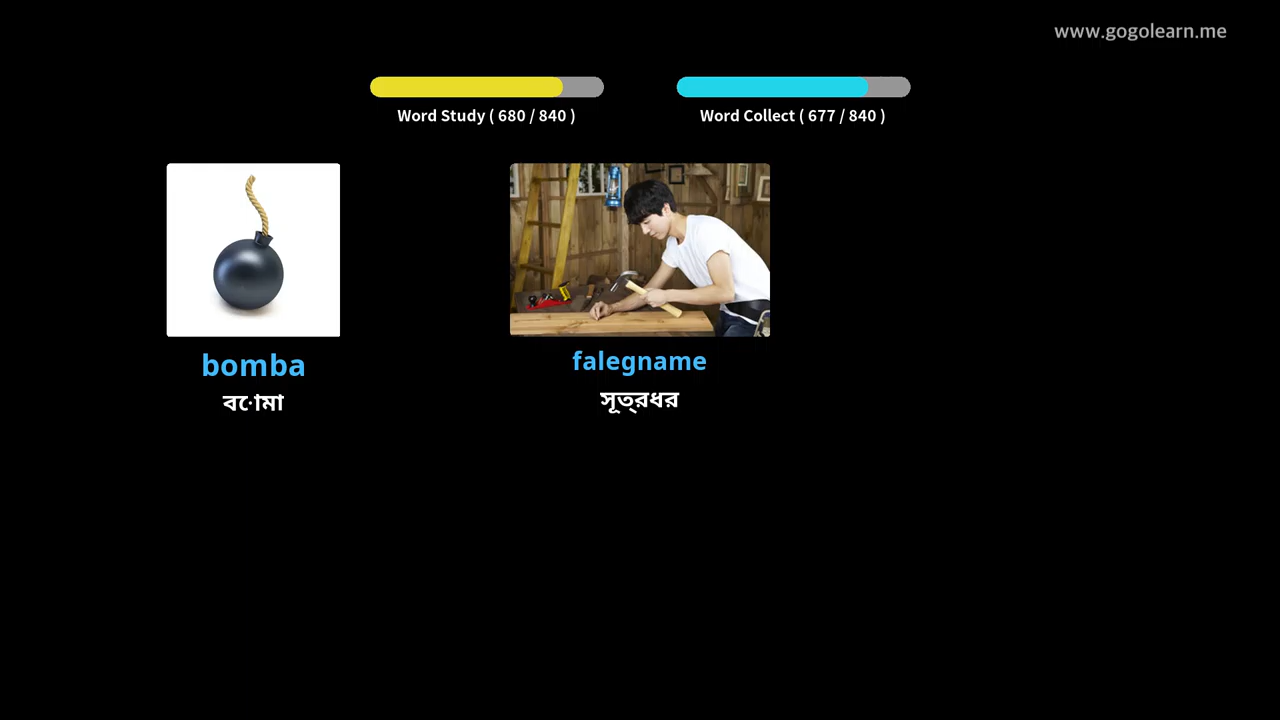 www.gogolearn.me
Word Study ( 680 / 840 )
Word Collect ( 677 / 840 )
bomba
বোমা
falegname
সূত্রধর